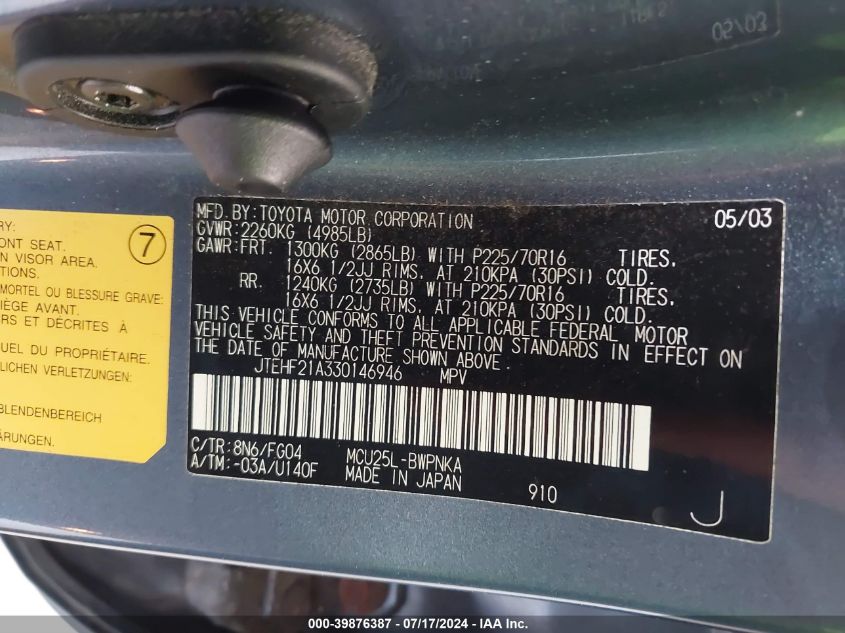 05/03
MFD.BY:TOYOTA MOTOR CORPORATION 05/03
GVWR:2260KG (4985LB)
GAWR:FRT. 1300KG (2865LB) WITH P225/70R16 TIRES,
16X6 1/2JJ RIMS, AT 210KPA (30PSI) COLD.
RR. 1240KG (2735LB) WITH P225/70R16 TIRES,
16X6 1/2JJ RIMS, AT 210KPA (30PSI) COLD.
THIS VEHICLE CONFORMS TO ALL APPLICABLE FEDERAL MOTOR
VEHICLE SAFETY AND THEFT PREVENTION STANDARDS IN EFFECT ON
THE DATE OF MANUFACTURE SHOWN ABOVE.
JTEHF21A330146946 MPV
C/TR:8N6/FG04 MCU25L-BWPNKA
A/TM:-03A/U140F MADE IN JAPAN 910
J
7
ONT SEAT.
N VISOR AREA.
TIONS.
MORTEL OU BLESSURE GRAVE:
IÈGE AVANT.
RS ET DÉCRITES À
UEL DU PROPRIÉTAIRE.
LICHEN VERLETZUNGEN.
BLENDENBEREICH
ÄRUNGEN.
000-39876387 - 07/17/2024 - IAA Inc.